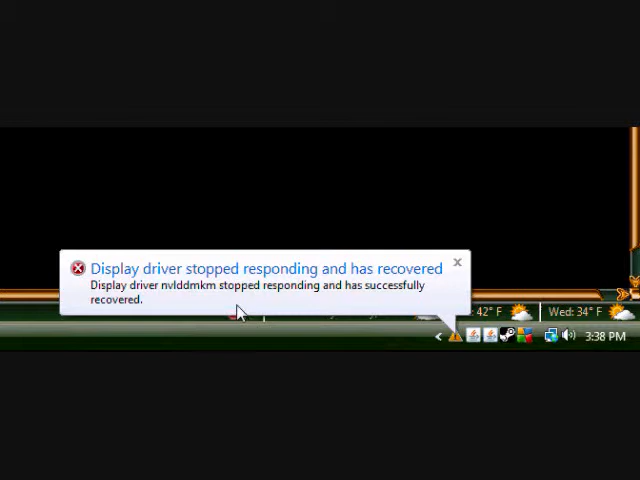 Display driver stopped responding and has recovered
Display driver nvlddmkm stopped responding and has successfully
recovered.
: 42° F
Wed: 34° F
3:38 PM